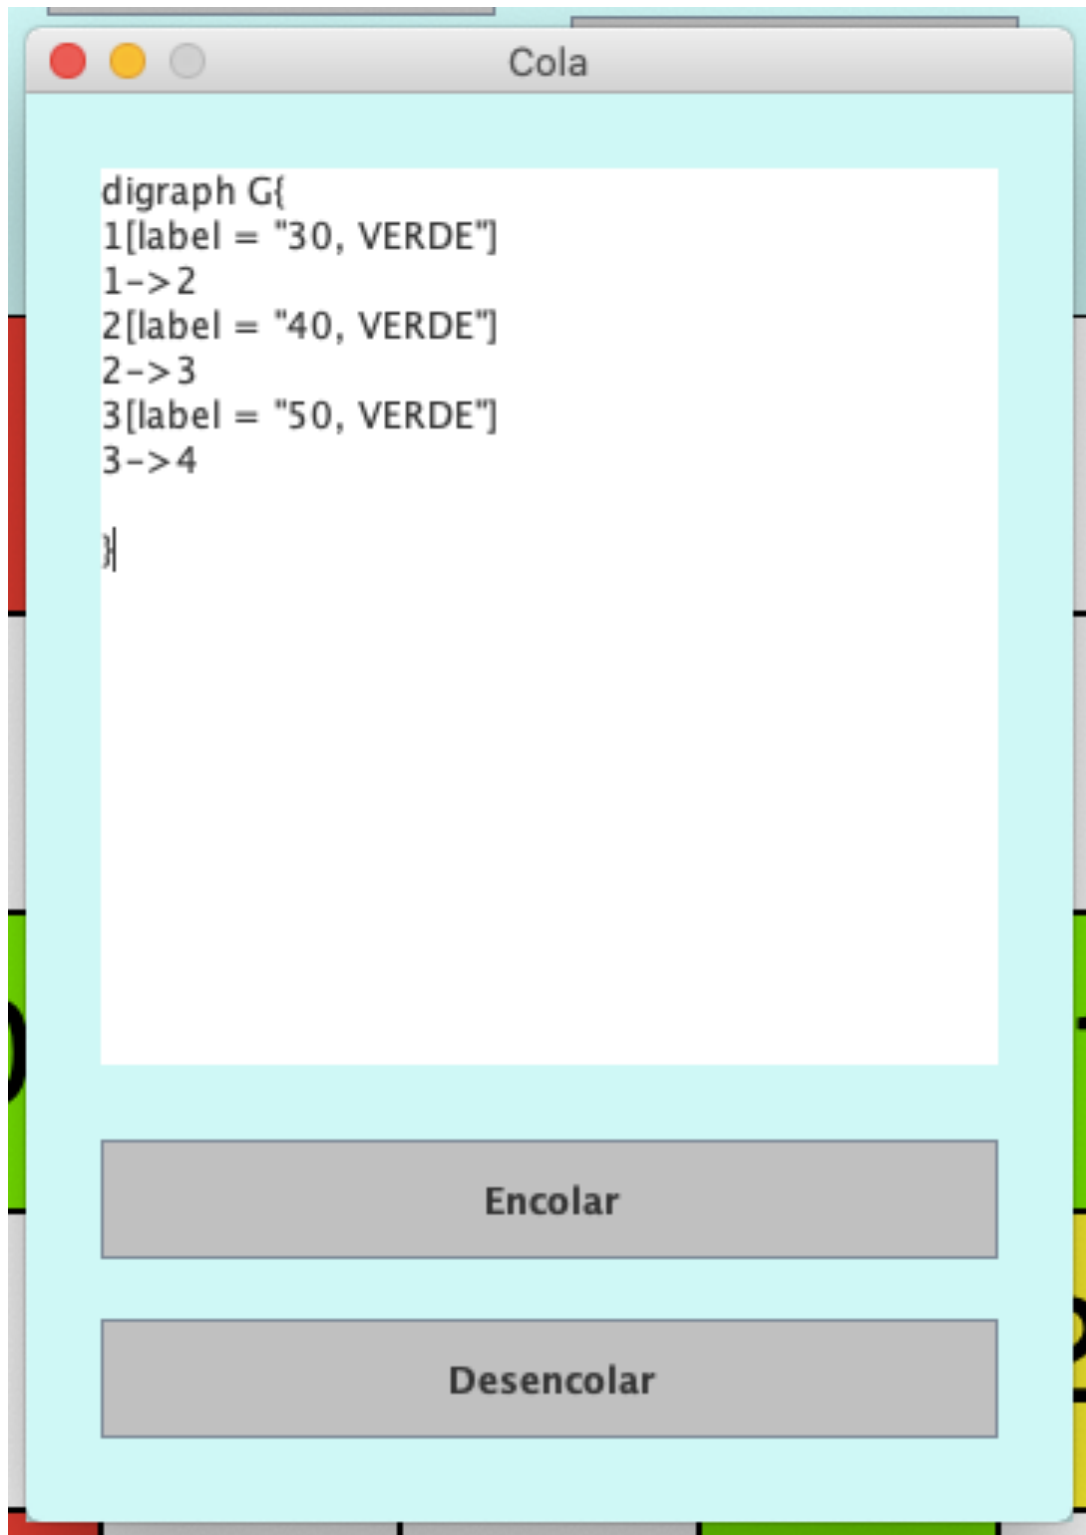 Cola
digraph G{
1[label = "30, VERDE"]
1->2
2[label = "40, VERDE"]
2->3
3[label = "50, VERDE"]
3->4
}
Encolar
Desencolar